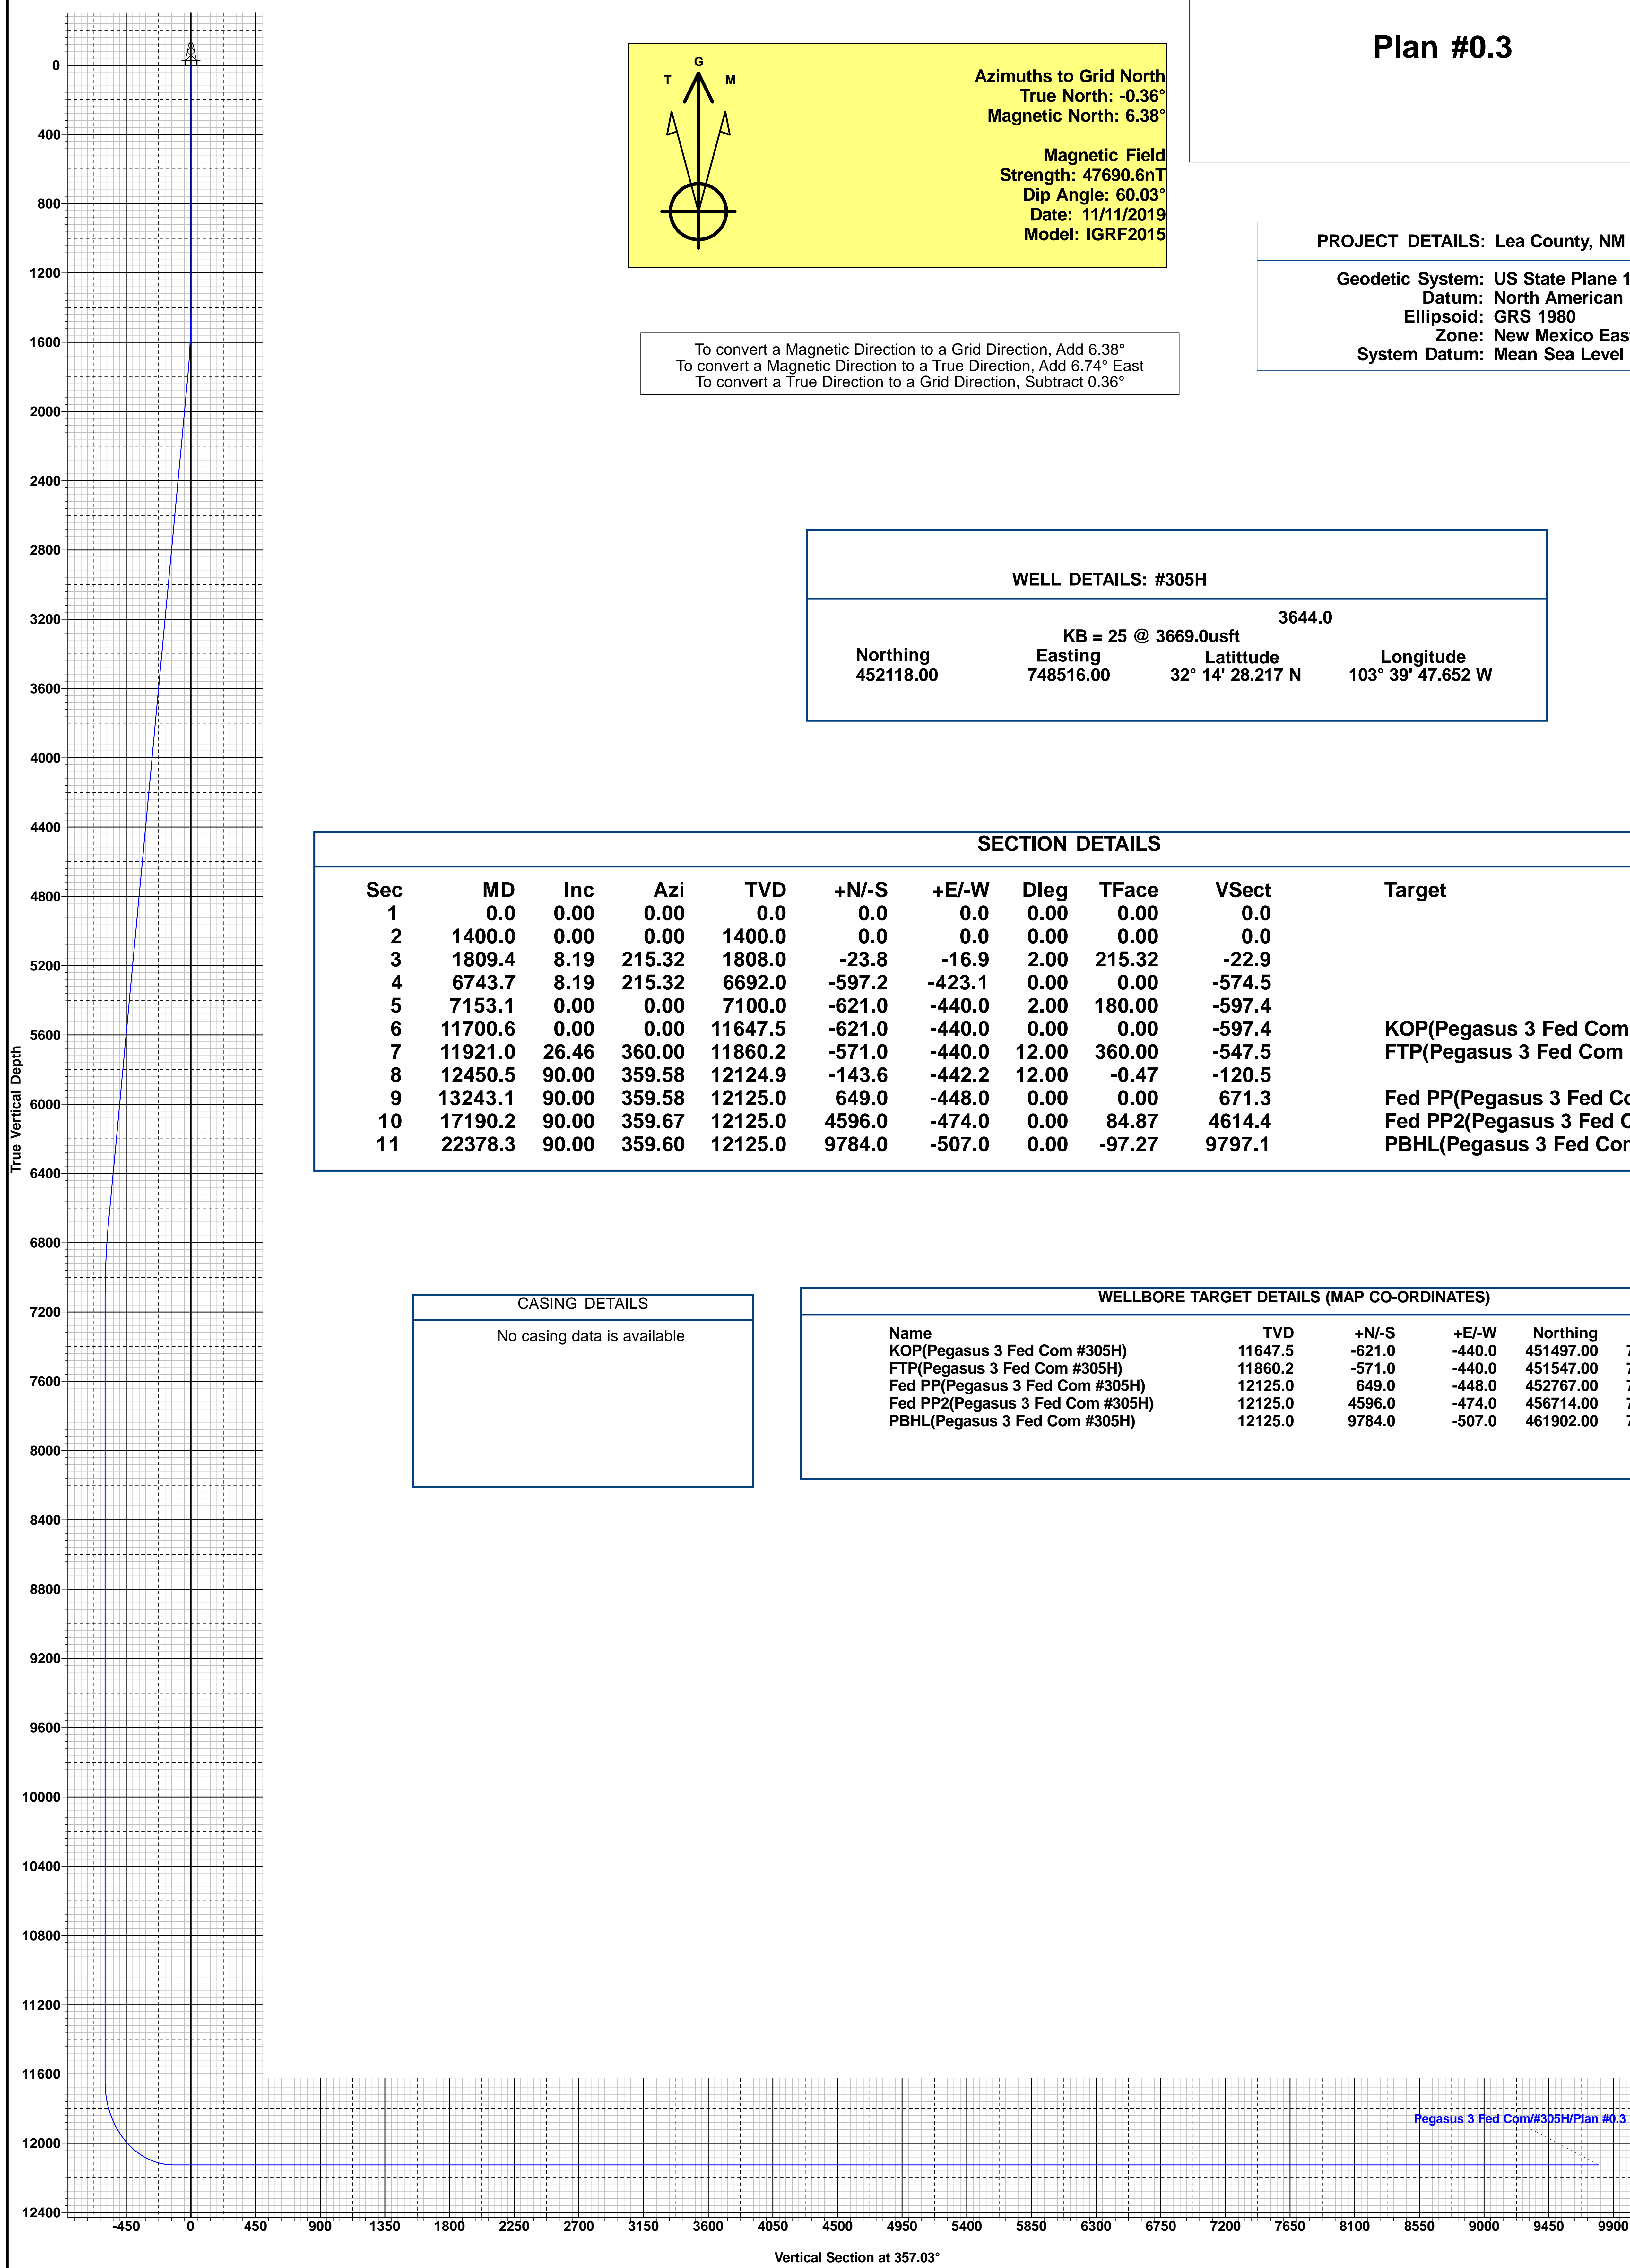 Plan #0.3
G
T M
Azimuths to Grid North
True North: -0.36°
Magnetic North: 6.38°
Magnetic Field
Strength: 47690.6nT
Dip Angle: 60.03°
Date: 11/11/2019
Model: IGRF2015
To convert a Magnetic Direction to a Grid Direction, Add 6.38°
To convert a Magnetic Direction to a True Direction, Add 6.74° East
To convert a True Direction to a Grid Direction, Subtract 0.36°
PROJECT DETAILS: Lea County, NM
Geodetic System: US State Plane 1
Datum: North American
Ellipsoid: GRS 1980
Zone: New Mexico Eas
System Datum: Mean Sea Level
WELL DETAILS: #305H
3644.0
KB = 25 @ 3669.0usft
Northing Easting Latittude Longitude
452118.00 748516.00 32° 14' 28.217 N 103° 39' 47.652 W
SECTION DETAILS
Sec MD Inc Azi TVD +N/-S +E/-W Dleg TFace VSect Target
1 0.0 0.00 0.00 0.0 0.0 0.0 0.00 0.00 0.0
2 1400.0 0.00 0.00 1400.0 0.0 0.0 0.00 0.00 0.0
3 1809.4 8.19 215.32 1808.0 -23.8 -16.9 2.00 215.32 -22.9
4 6743.7 8.19 215.32 6692.0 -597.2 -423.1 0.00 0.00 -574.5
5 7153.1 0.00 0.00 7100.0 -621.0 -440.0 2.00 180.00 -597.4
6 11700.6 0.00 0.00 11647.5 -621.0 -440.0 0.00 0.00 -597.4 KOP(Pegasus 3 Fed Com
7 11921.0 26.46 360.00 11860.2 -571.0 -440.0 12.00 360.00 -547.5 FTP(Pegasus 3 Fed Com
8 12450.5 90.00 359.58 12124.9 -143.6 -442.2 12.00 -0.47 -120.5
9 13243.1 90.00 359.58 12125.0 649.0 -448.0 0.00 0.00 671.3 Fed PP(Pegasus 3 Fed Co
10 17190.2 90.00 359.67 12125.0 4596.0 -474.0 0.00 84.87 4614.4 Fed PP2(Pegasus 3 Fed C
11 22378.3 90.00 359.60 12125.0 9784.0 -507.0 0.00 -97.27 9797.1 PBHL(Pegasus 3 Fed Com
CASING DETAILS
No casing data is available
WELLBORE TARGET DETAILS (MAP CO-ORDINATES)
Name TVD +N/-S +E/-W Northing
KOP(Pegasus 3 Fed Com #305H) 11647.5 -621.0 -440.0 451497.00 7
FTP(Pegasus 3 Fed Com #305H) 11860.2 -571.0 -440.0 451547.00 7
Fed PP(Pegasus 3 Fed Com #305H) 12125.0 649.0 -448.0 452767.00 7
Fed PP2(Pegasus 3 Fed Com #305H) 12125.0 4596.0 -474.0 456714.00 7
PBHL(Pegasus 3 Fed Com #305H) 12125.0 9784.0 -507.0 461902.00 7
True Vertical Depth
0
400
800
1200
1600
2000
2400
2800
3200
3600
4000
4400
4800
5200
5600
6000
6400
6800
7200
7600
8000
8400
8800
9200
9600
10000
10400
10800
11200
11600
12000
12400
Pegasus 3 Fed Com/#305H/Plan #0.3
-450 0 450 900 1350 1800 2250 2700 3150 3600 4050 4500 4950 5400 5850 6300 6750 7200 7650 8100 8550 9000 9450 9900
Vertical Section at 357.03°